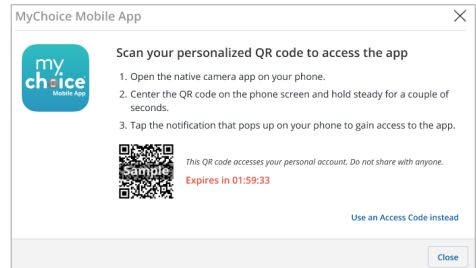 MyChoice Mobile App
my
choice
Mobile App
Scan your personalized QR code to access the app
1. Open the native camera app on your phone.
2. Center the QR code on the phone screen and hold steady for a couple of
seconds.
3. Tap the notification that pops up on your phone to gain access to the app.
Sample
This QR code accesses your personal account. Do not share with anyone.
Expires in 01:59:33
Use an Access Code instead
Close